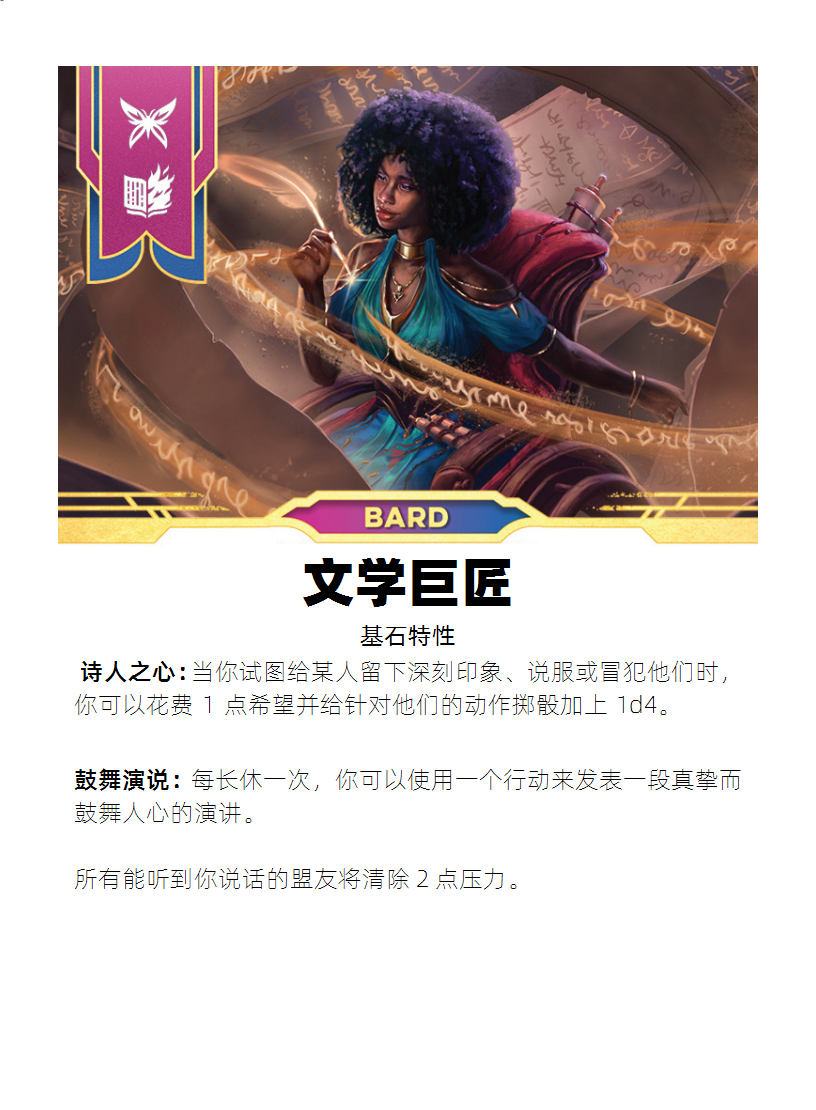 BARD
文学巨匠
基石特性
诗人之心：当你试图给某人留下深刻印象、说服或冒犯他们时，
你可以花费 1 点希望并给针对他们的动作掷骰加上 1d4。
鼓舞演说：每长休一次，你可以使用一个行动来发表一段真挚而
鼓舞人心的演讲。
所有能听到你说话的盟友将清除 2 点压力。